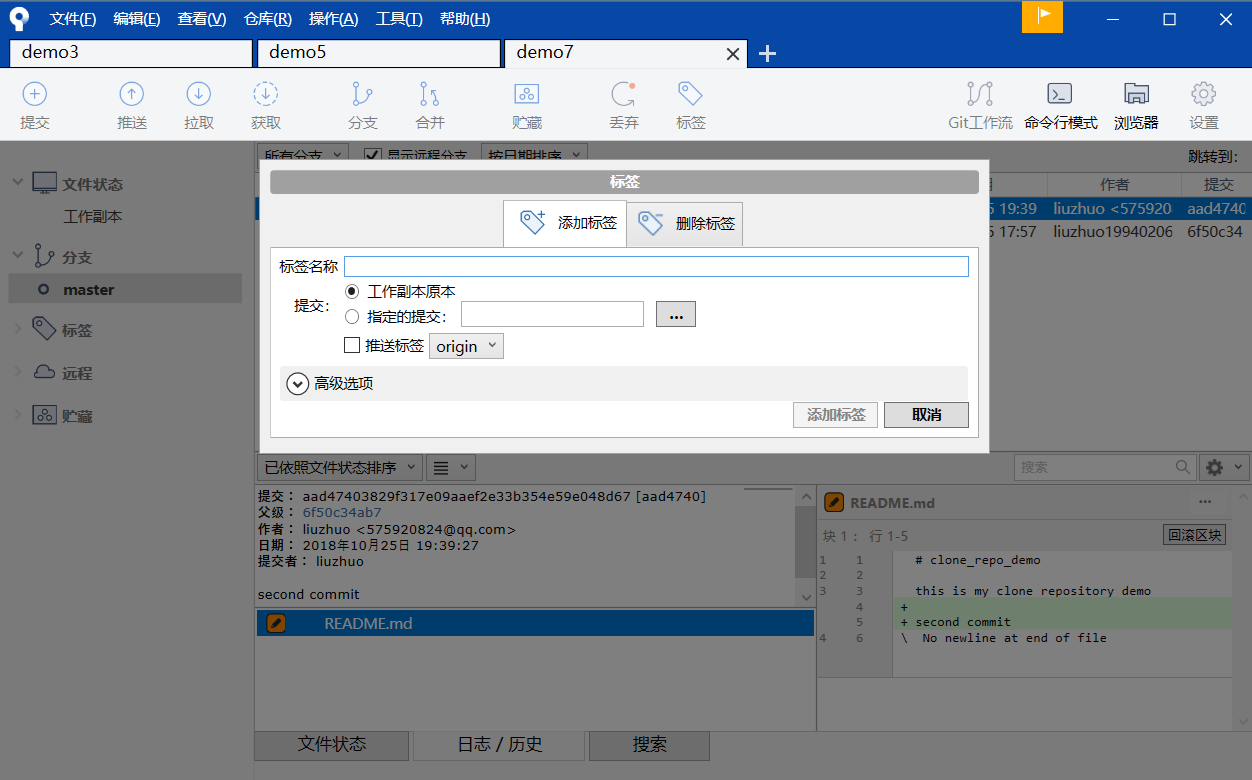 文件(F) 编辑(E) 查看(V) 仓库(R) 操作(A) 工具(T) 帮助(H)
demo3 demo5 demo7
提交 推送 拉取 获取 分支 合并 贮藏 丢弃 标签 Git工作流 命令行模式 浏览器 设置
所有分支 显示远程分支 按日期排序 跳转到:
标签
文件状态
工作副本
分支
master
标签
远程
贮藏
作者 提交
19:39 liuzhuo <575920 aad4740
17:57 liuzhuo19940206 6f50c34
添加标签 删除标签
标签名称
提交: 工作副本原本
指定的提交: ...
推送标签 origin
高级选项
添加标签 取消
已依照文件状态排序 搜索
提交: aad47403829f317e09aaef2e33b354e59e048d67 [aad4740]
父级: 6f50c34ab7
作者: liuzhuo <575920824@qq.com>
日期: 2018年10月25日 19:39:27
提交者: liuzhuo
second commit
README.md
README.md ...
块 1: 行 1-5 回滚区块
1 1 # clone_repo_demo
2 2
3 3 this is my clone repository demo
4 +
5 + second commit
4 6 \ No newline at end of file
文件状态 日志 / 历史 搜索